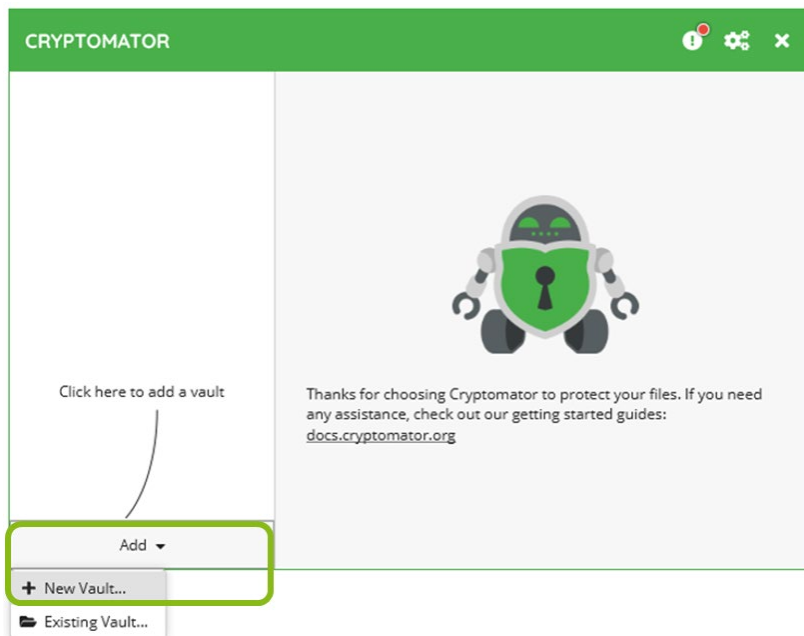 CRYPTOMATOR
Click here to add a vault
Thanks for choosing Cryptomator to protect your files. If you need
any assistance, check out our getting started guides:
docs.cryptomator.org
Add
New Vault...
Existing Vault...